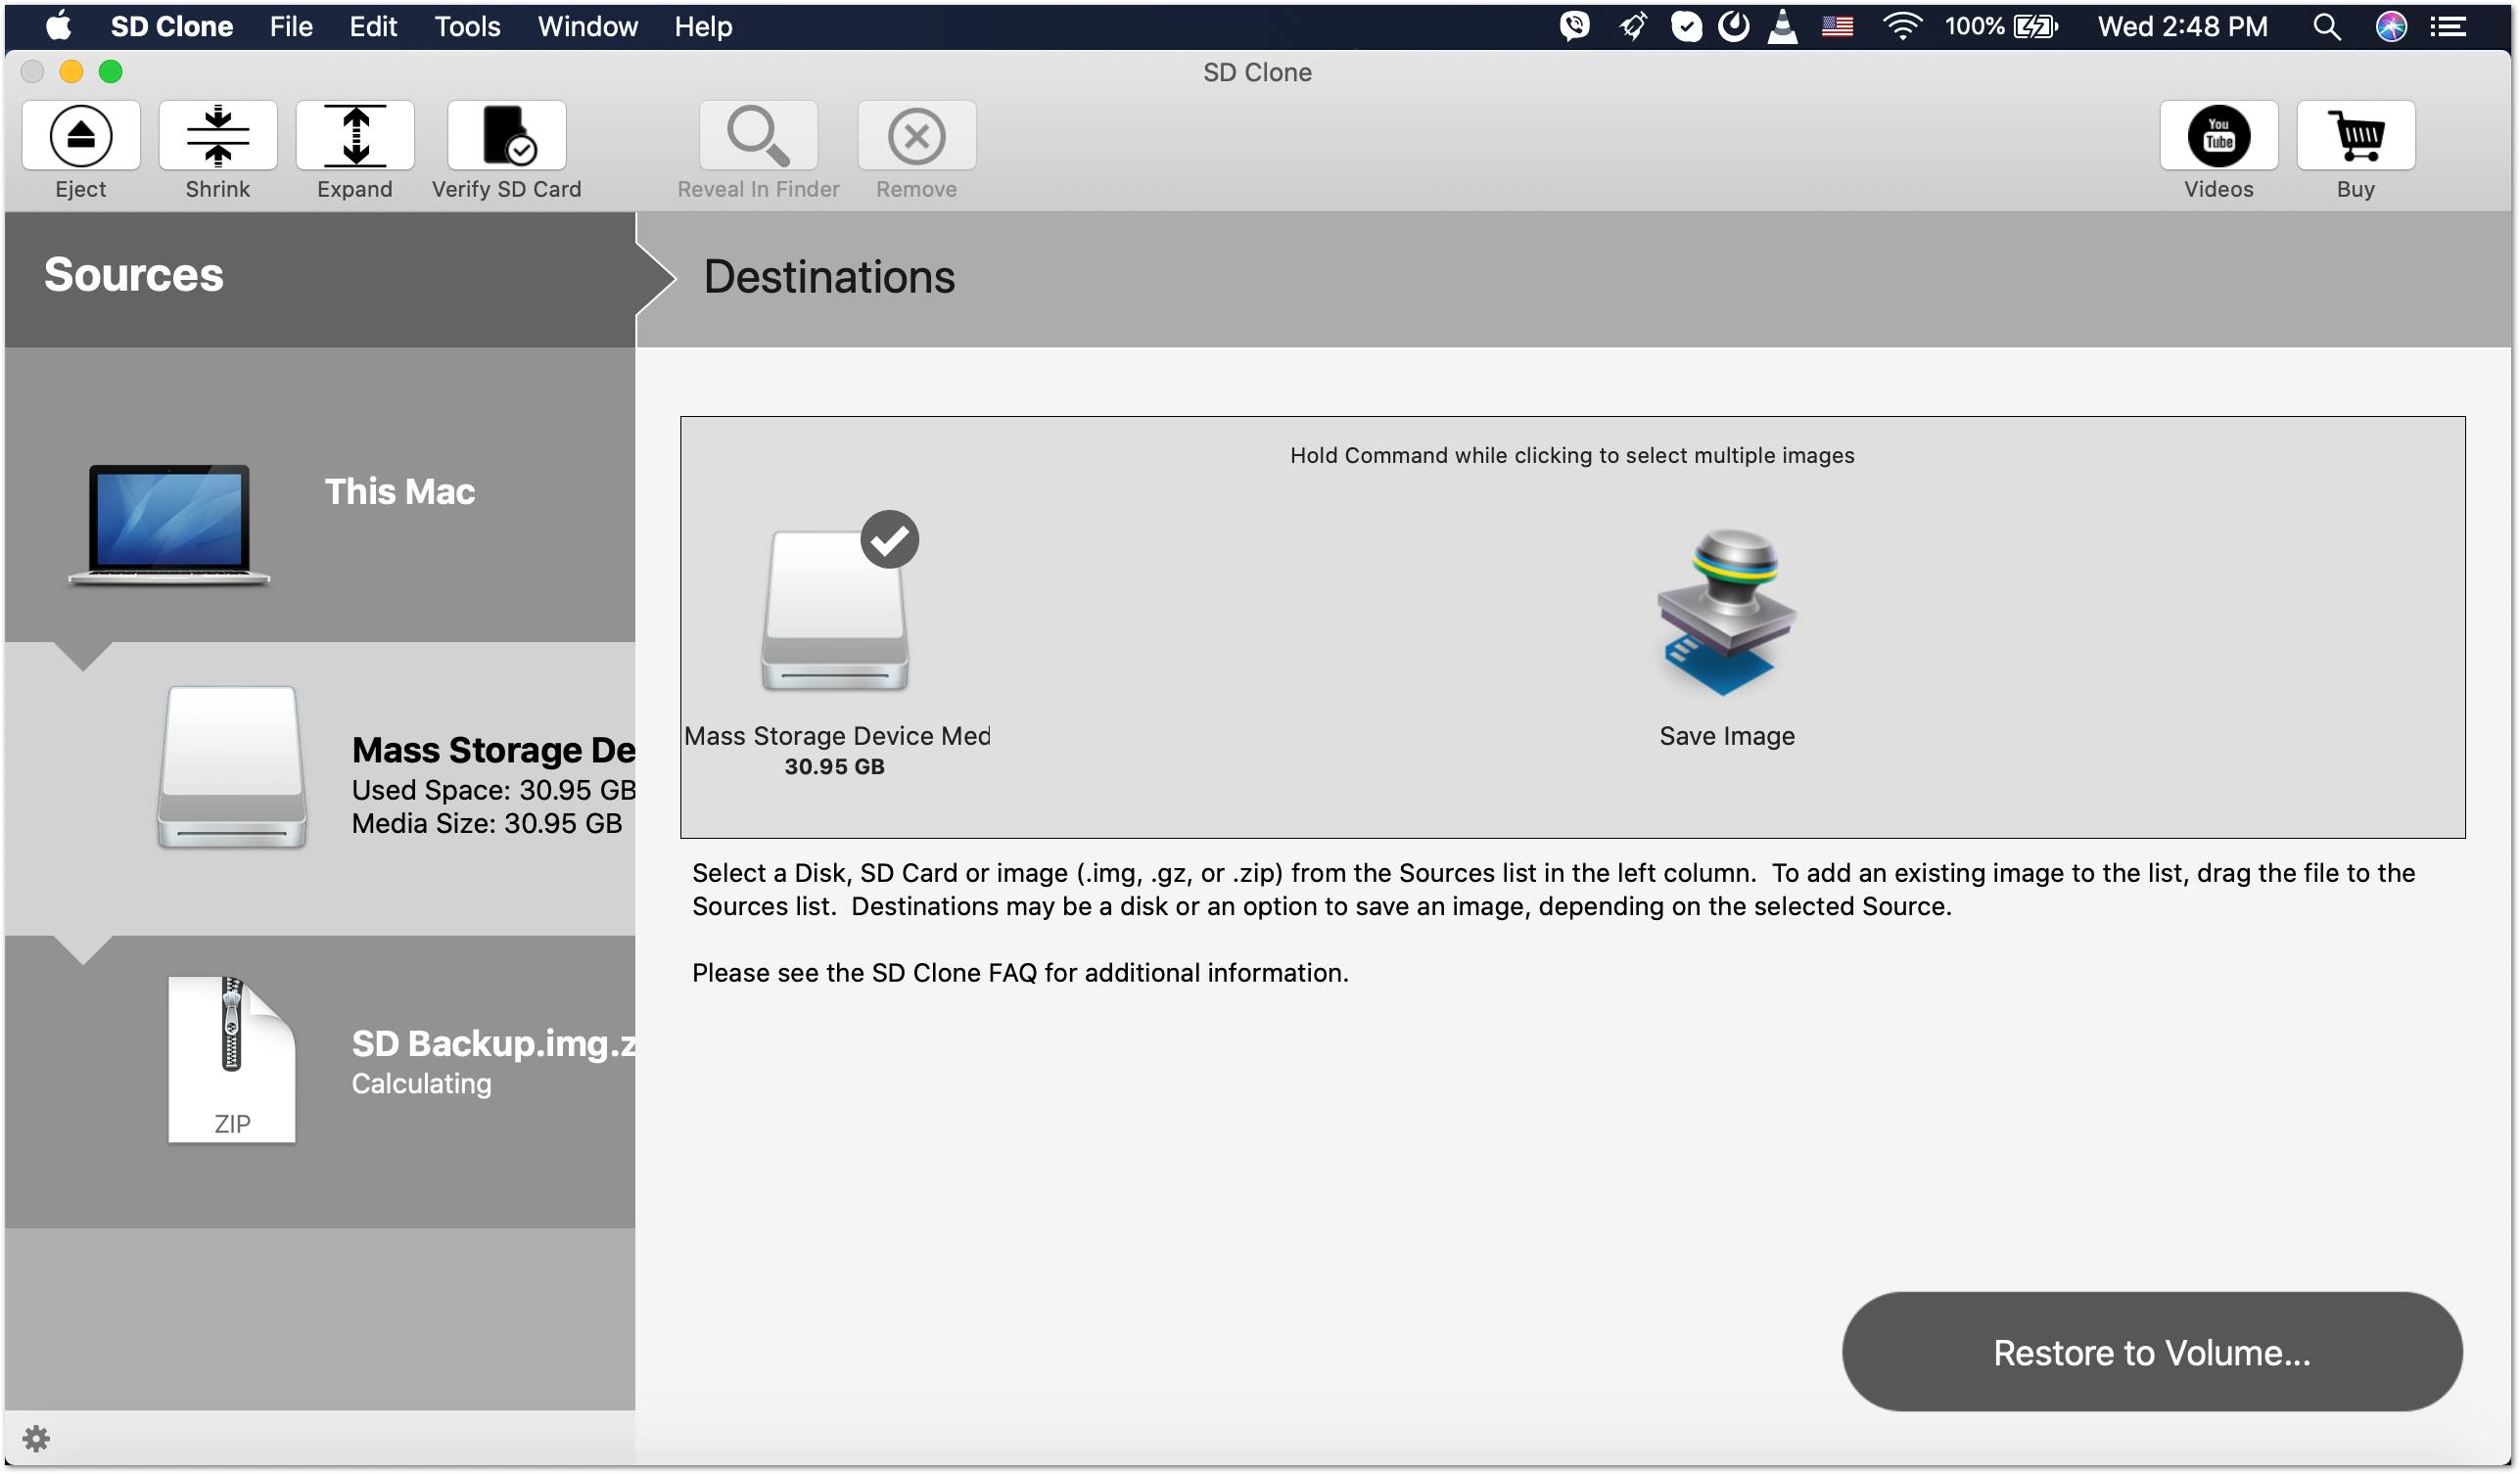 SD Clone File Edit Tools Window Help 100% Wed 2:48 PM
SD Clone
Eject Shrink Expand Verify SD Card Reveal In Finder Remove You Tube Videos Buy
Sources
Destinations
This Mac
Mass Storage De
Used Space: 30.95 GB
Media Size: 30.95 GB
SD Backup.img.z
Calculating
ZIP
Hold Command while clicking to select multiple images
Mass Storage Device Med
30.95 GB
Save Image
Select a Disk, SD Card or image (.img, .gz, or .zip) from the Sources list in the left column.  To add an existing image to the list, drag the file to the
Sources list.  Destinations may be a disk or an option to save an image, depending on the selected Source.
Please see the SD Clone FAQ for additional information.
Restore to Volume...